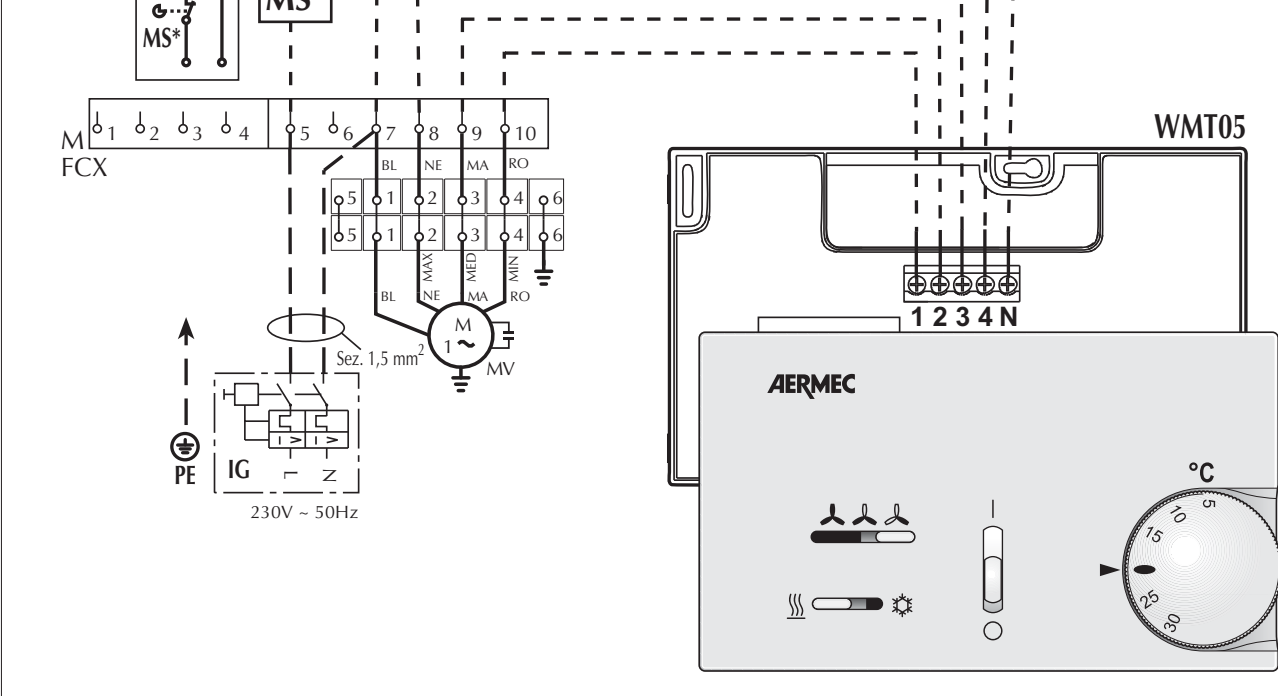 MS
MS*
WMT05
M 1 2 3 4 5 6 7 8 9 10
FCX
BL NE MA RO
5 1 2 3 4 6
5 1 2 3 4 6
MAX MED MIN
BL NE MA RO
1 2 3 4 N
M
1 ~
MV
Sez. 1,5 mm²
AERMEC
PE
IG
L N
230V ~ 50Hz
°C
5
10
15
25
30